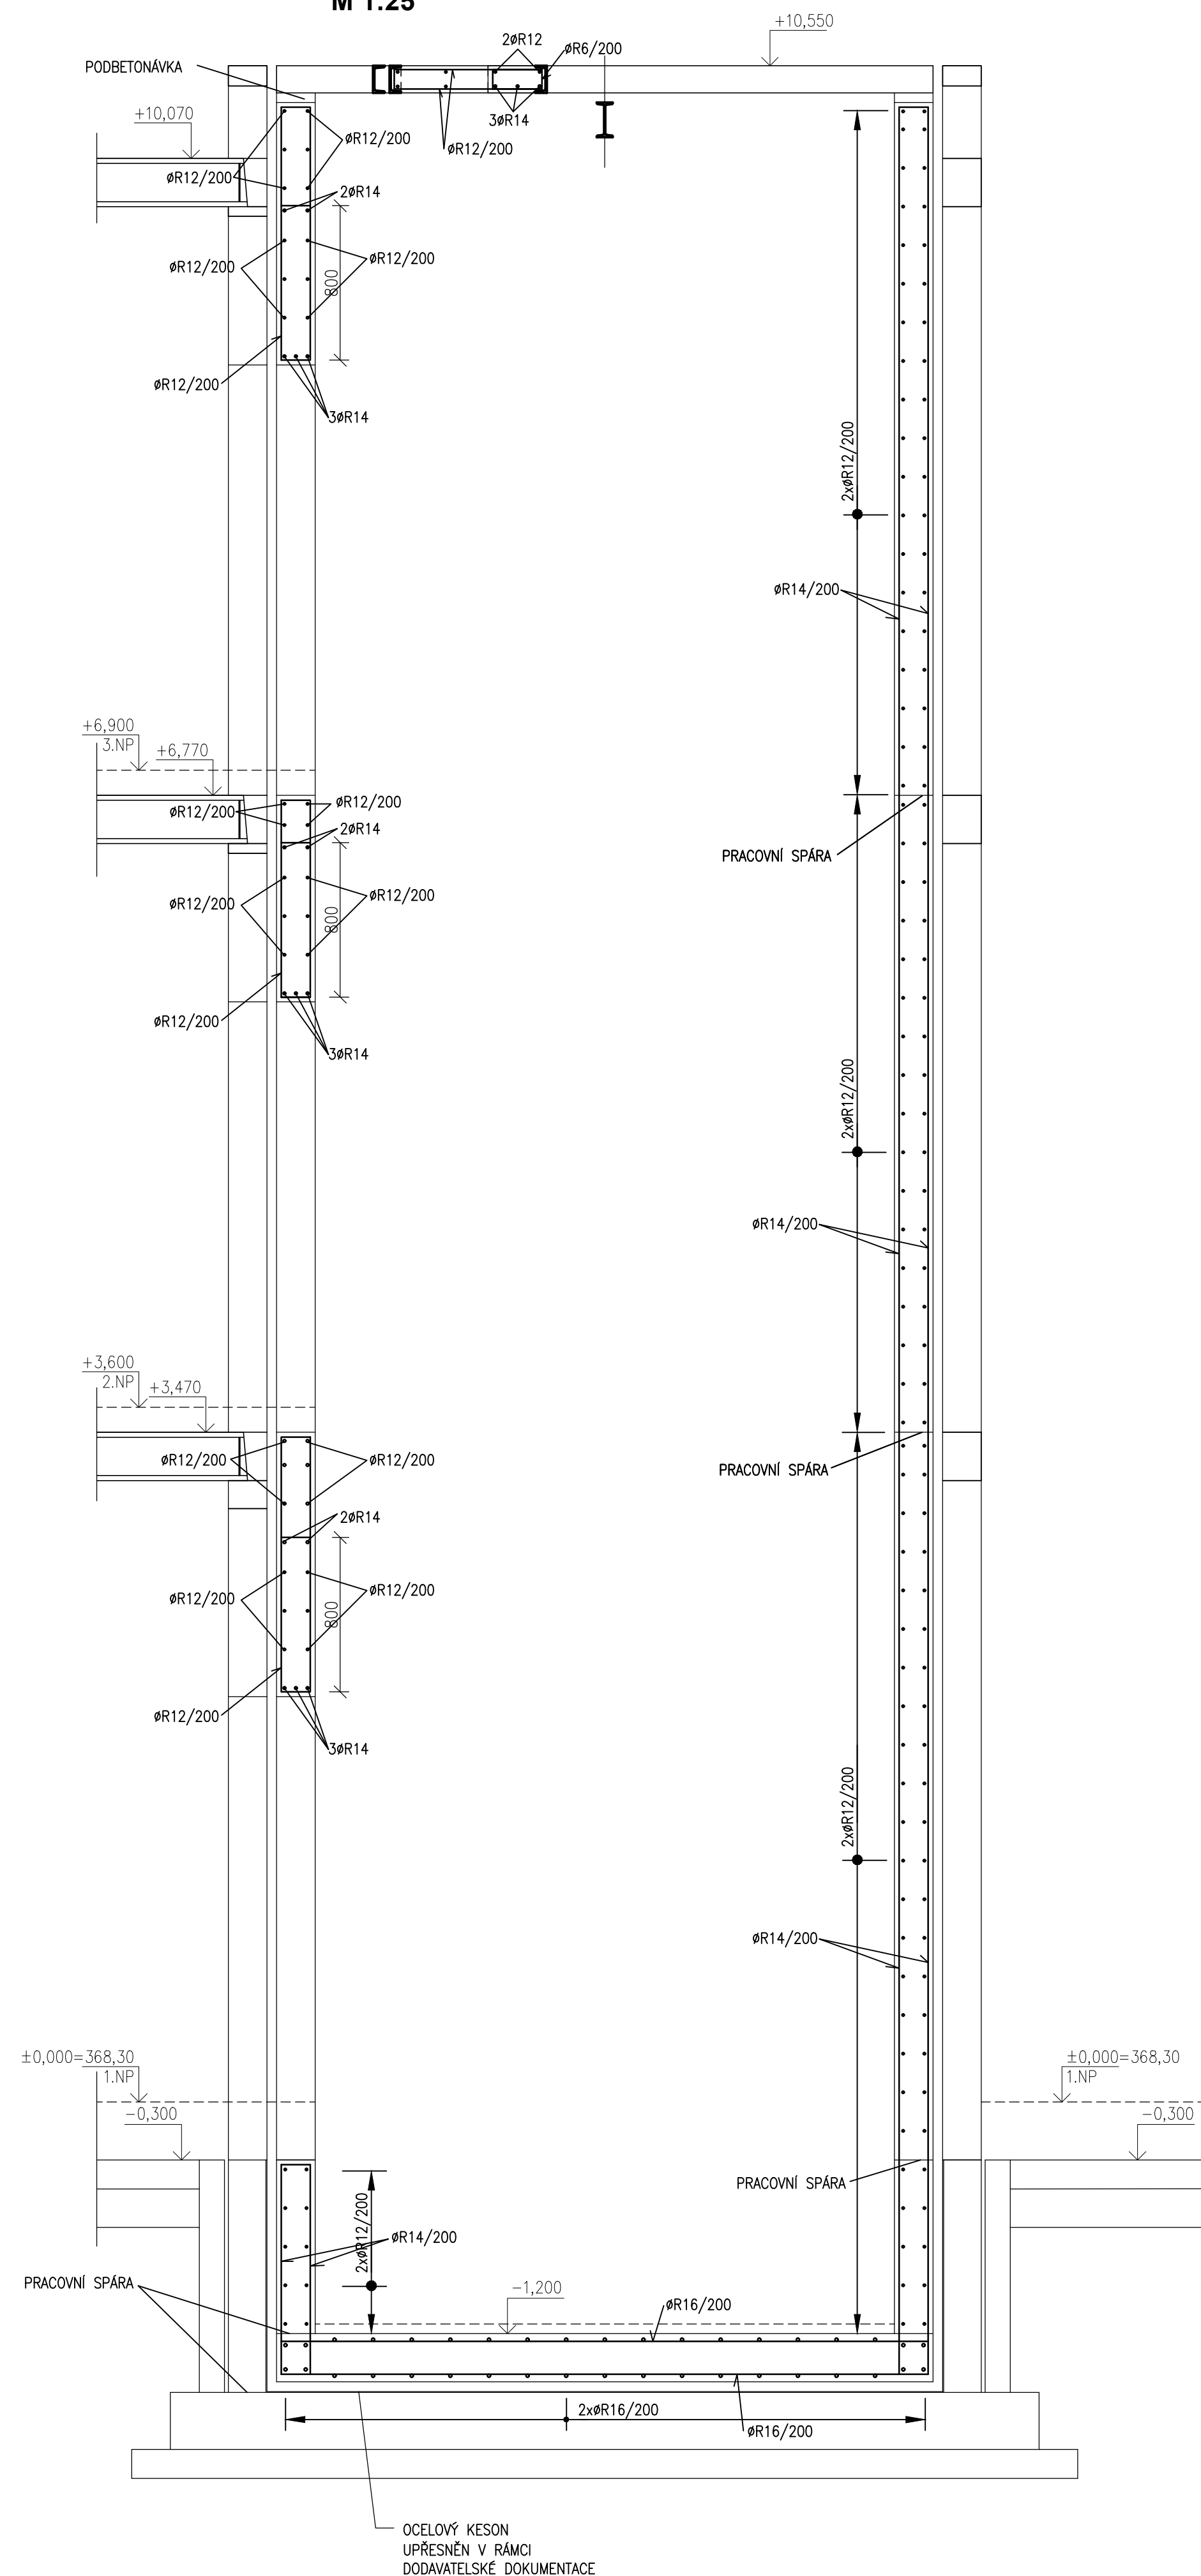 M 1:25
+10,550
2øR12
øR6/200
PODBETONÁVKA
+10,070
3øR14
øR12/200
øR12/200
øR12/200
2øR14
øR12/200
øR12/200
800
øR12/200
3øR14
2xøR12/200
øR14/200
+6,900
3.NP
+6,770
øR12/200
øR12/200
2øR14
PRACOVNÍ SPÁRA
øR12/200
øR12/200
800
øR12/200
3øR14
2xøR12/200
øR14/200
+3,600
2.NP
+3,470
øR12/200
øR12/200
PRACOVNÍ SPÁRA
2øR14
øR12/200
øR12/200
800
øR12/200
3øR14
2xøR12/200
øR14/200
±0,000=368,30
1.NP
±0,000=368,30
1.NP
-0,300
-0,300
PRACOVNÍ SPÁRA
2xøR12/200
øR14/200
PRACOVNÍ SPÁRA
-1,200
øR16/200
2xøR16/200
øR16/200
OCELOVÝ KESON
UPŘESNĚN V RÁMCI
DODAVATELSKÉ DOKUMENTACE